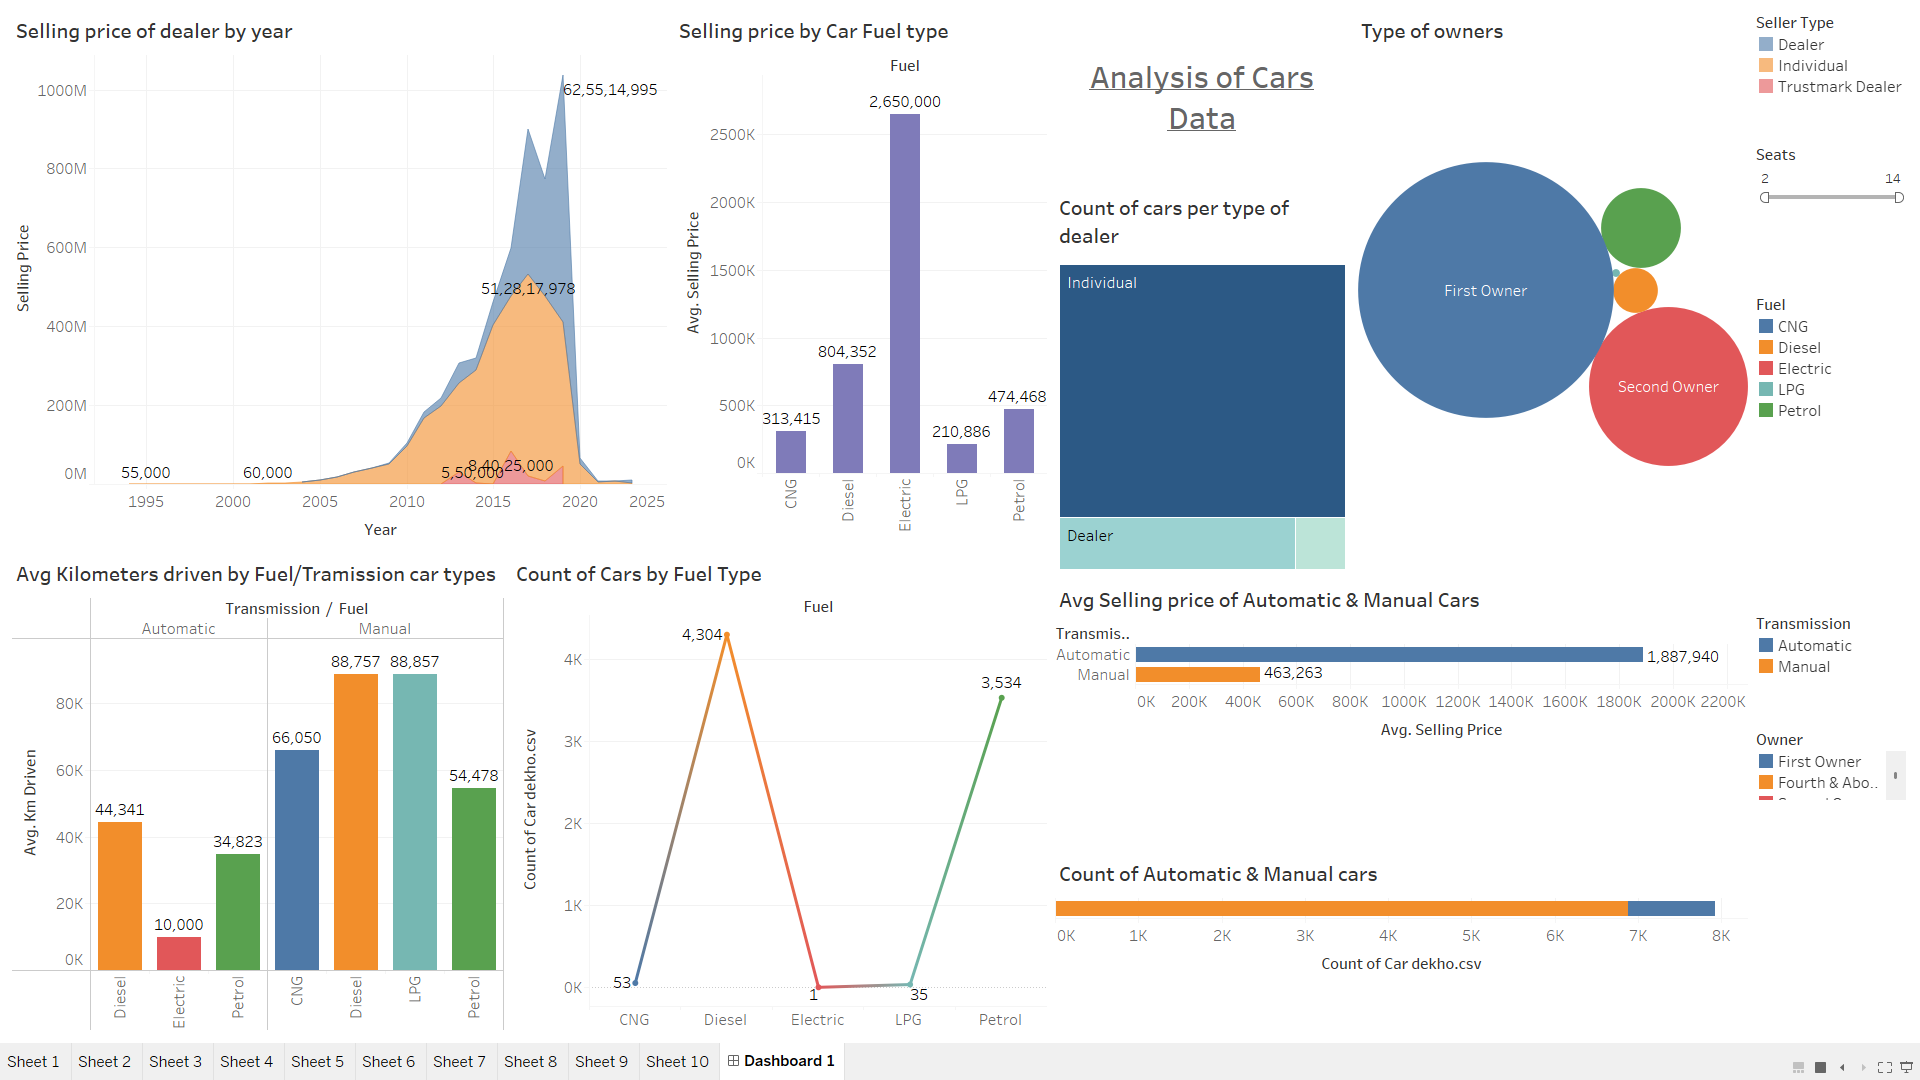 Selling price of dealer by year
1000M
800M
600M
400M
200M
0M
Selling Price
62,55,14,995
51,28,17,978
55,000
60,000
5,50,000
8,40,25,000
1995
2000
2005
2010
2015
2020
2025
Year
Selling price by Car Fuel type
Fuel
2500K
2000K
1500K
1000K
500K
0K
Avg. Selling Price
313,415
804,352
2,650,000
210,886
474,468
CNG
Diesel
Electric
LPG
Petrol
Analysis of Cars
Data
Count of cars per type of
dealer
Individual
Dealer
Type of owners
First Owner
Second Owner
Seller Type
Dealer
Individual
Trustmark Dealer
Seats
2
14
Fuel
CNG
Diesel
Electric
LPG
Petrol
Avg Kilometers driven by Fuel/Tramission car types
Transmission / Fuel
Automatic
Manual
80K
60K
40K
20K
0K
Avg. Km Driven
44,341
10,000
34,823
66,050
88,757
88,857
54,478
Diesel
Electric
Petrol
CNG
Diesel
LPG
Petrol
Count of Cars by Fuel Type
Fuel
4K
3K
2K
1K
0K
Count of Car dekho.csv
53
4,304
1
35
3,534
CNG
Diesel
Electric
LPG
Petrol
Avg Selling price of Automatic & Manual Cars
Transmis..
Automatic
1,887,940
Manual
463,263
0K
200K
400K
600K
800K
1000K
1200K
1400K
1600K
1800K
2000K
2200K
Avg. Selling Price
Transmission
Automatic
Manual
Owner
First Owner
Fourth & Abo..
Count of Automatic & Manual cars
0K
1K
2K
3K
4K
5K
6K
7K
8K
Count of Car dekho.csv
Sheet 1
Sheet 2
Sheet 3
Sheet 4
Sheet 5
Sheet 6
Sheet 7
Sheet 8
Sheet 9
Sheet 10
Dashboard 1